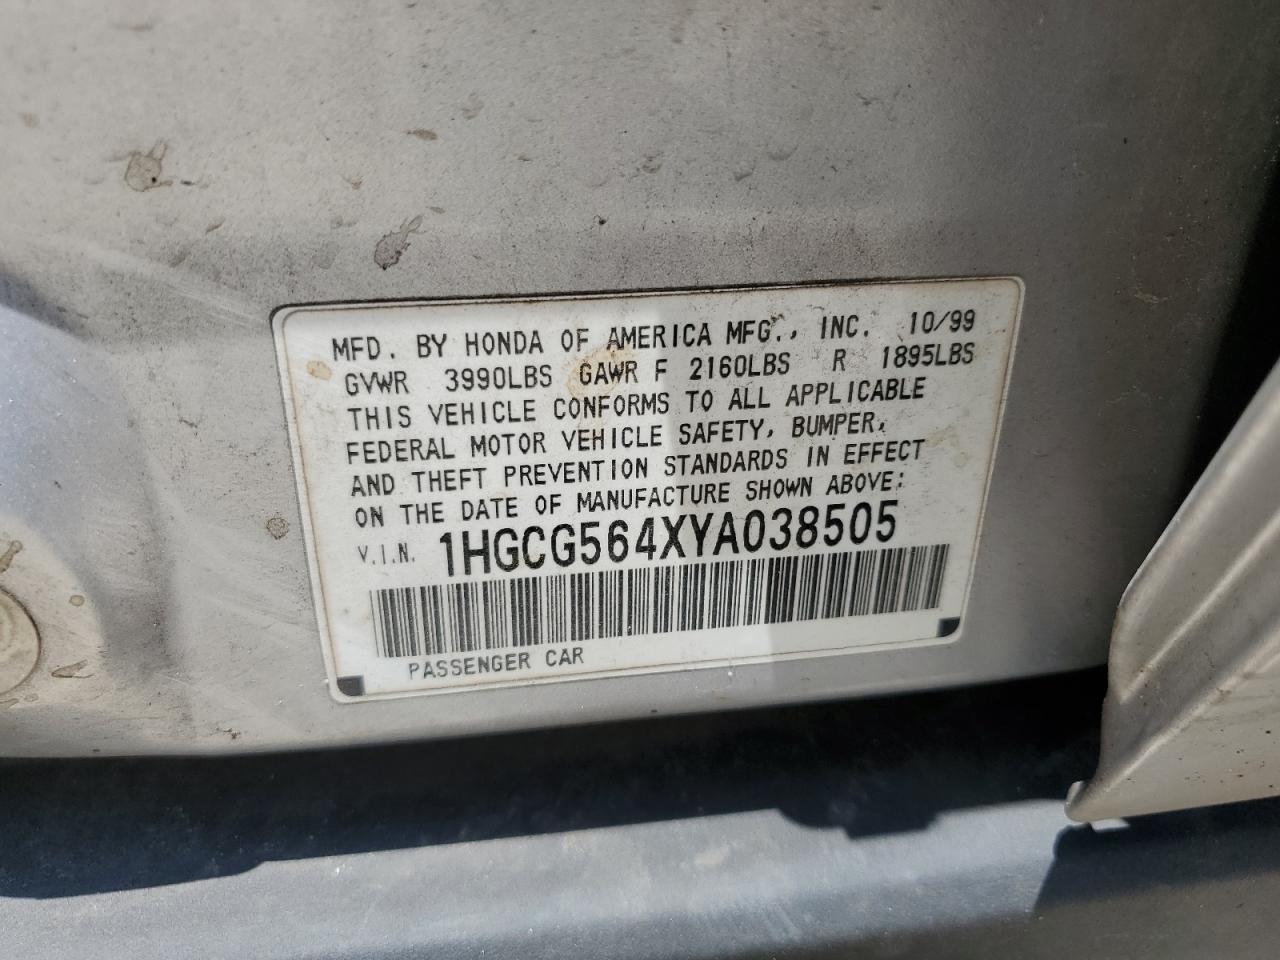 MFD. BY HONDA OF AMERICA MFG., INC. 10/99
GVWR 3990LBS GAWR F 2160LBS R 1895LBS
THIS VEHICLE CONFORMS TO ALL APPLICABLE
FEDERAL MOTOR VEHICLE SAFETY, BUMPER,
AND THEFT PREVENTION STANDARDS IN EFFECT
ON THE DATE OF MANUFACTURE SHOWN ABOVE:
V.I.N. 1HGCG564XYA038505
PASSENGER CAR